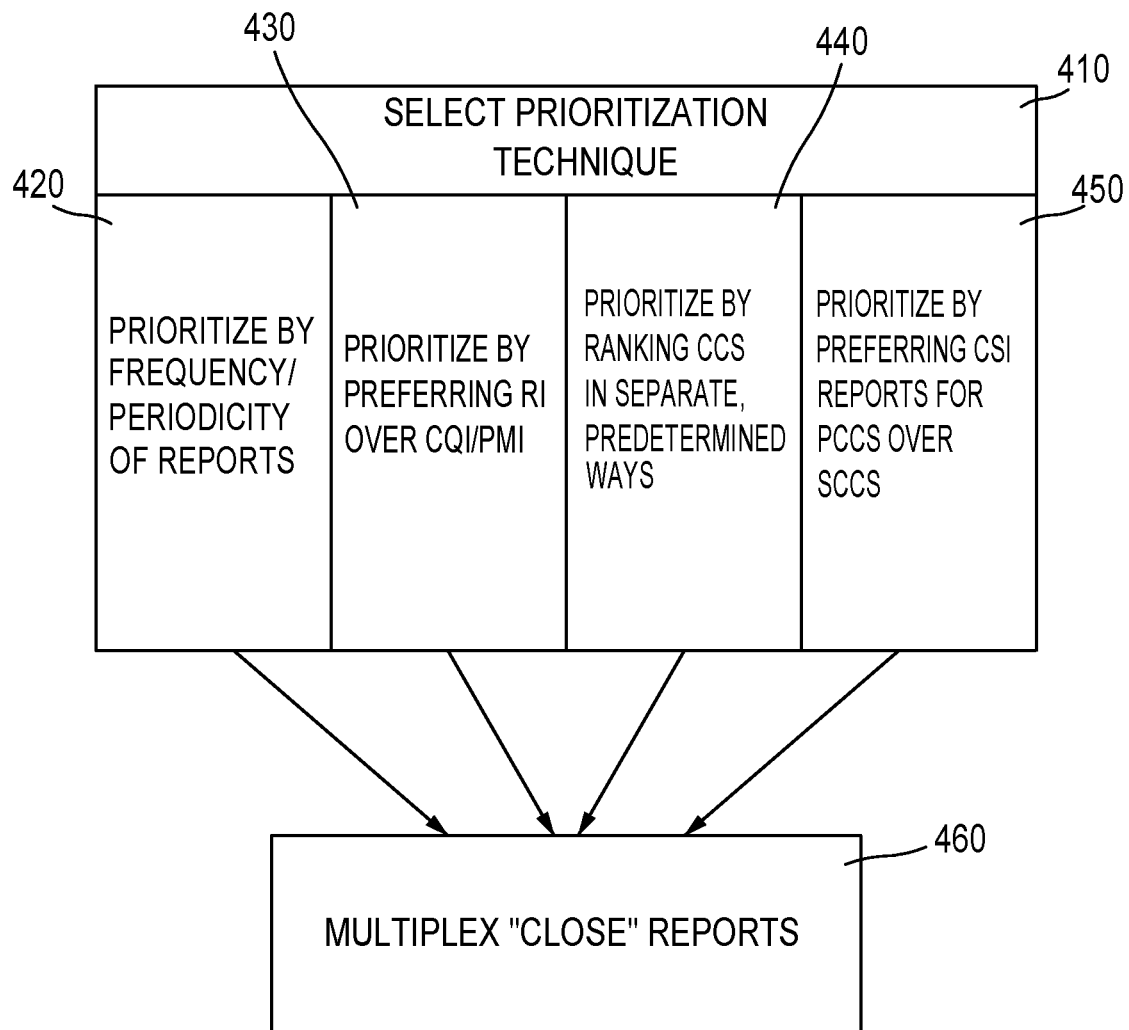 430
440
410
SELECT PRIORITIZATION
TECHNIQUE
420
450
PRIORITIZE BY
FREQUENCY/
PERIODICITY
OF REPORTS
PRIORITIZE BY
PREFERRING RI
OVER CQI/PMI
PRIORITIZE BY
RANKING CCS
IN SEPARATE,
PREDETERMINED
WAYS
PRIORITIZE BY
PREFERRING CSI
REPORTS FOR
PCCS OVER
SCCS
460
MULTIPLEX "CLOSE" REPORTS